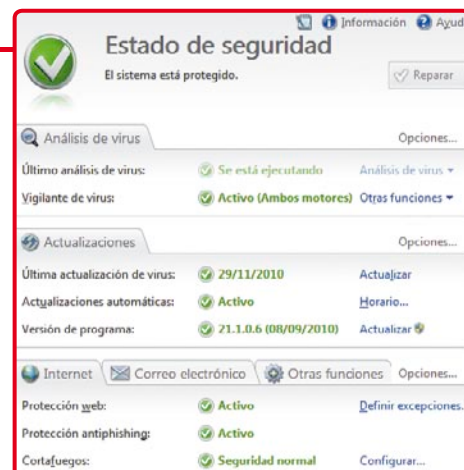 Información Ayud
Estado de seguridad
El sistema está protegido.
Reparar
Análisis de virus Opciones...
Último análisis de virus: Se está ejecutando Análisis de virus
Vigilante de virus: Activo (Ambos motores) Otras funciones
Actualizaciones Opciones...
Última actualización de virus: 29/11/2010 Actualizar
Actualizaciones automáticas: Activo Horario...
Versión de programa: 21.1.0.6 (08/09/2010) Actualizar
Internet Correo electrónico Otras funciones Opciones...
Protección web: Activo Definir excepciones.
Protección antiphishing: Activo
Cortafuegos: Seguridad normal Configurar...